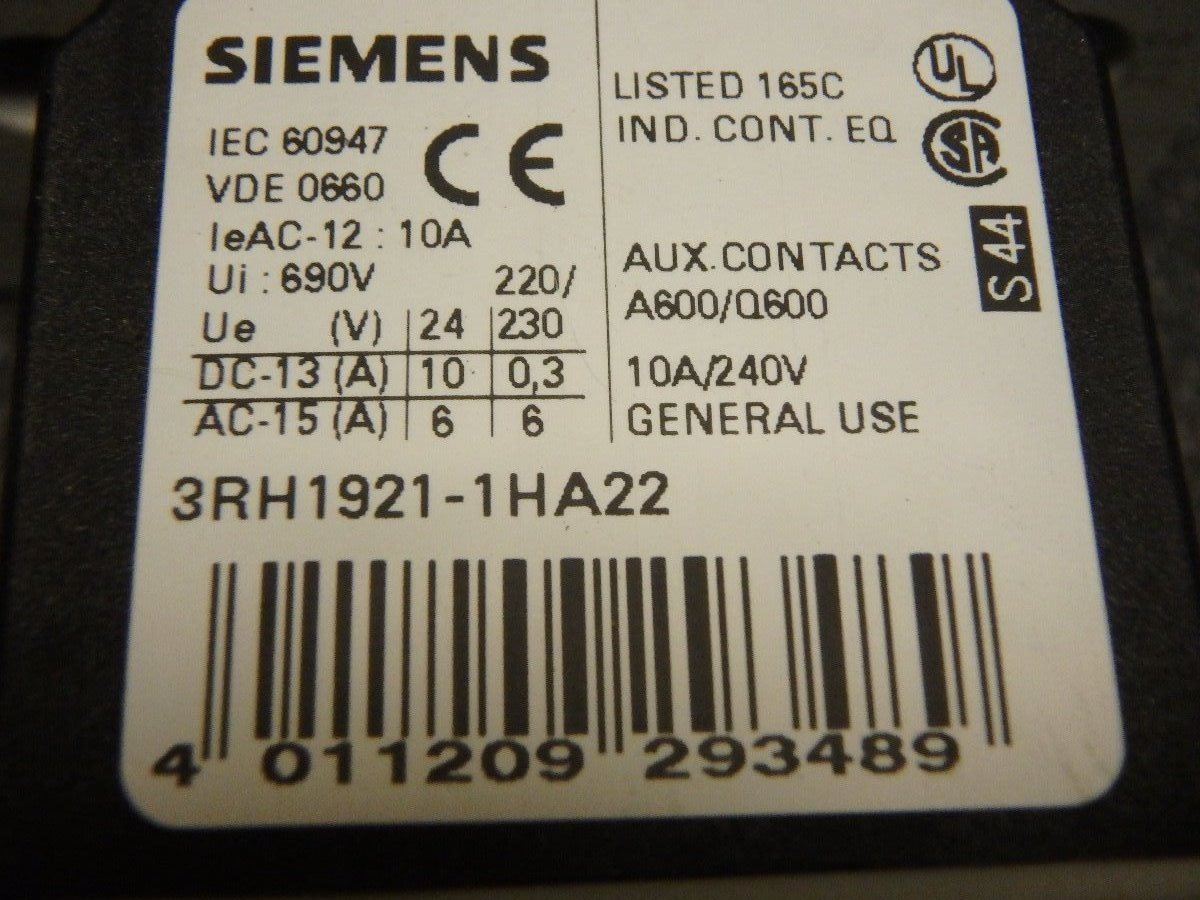 SIEMENS
IEC 60947
VDE 0660
CE
IeAC-12 : 10A
Ui : 690V 220/
Ue (V) 24 230
DC-13 (A) 10 0,3
AC-15 (A) 6 6
LISTED 165C
IND. CONT. EQ
UL
SA
AUX.CONTACTS
A600/Q600
S 44
10A/240V
GENERAL USE
3RH1921-1HA22
4 011209 293489